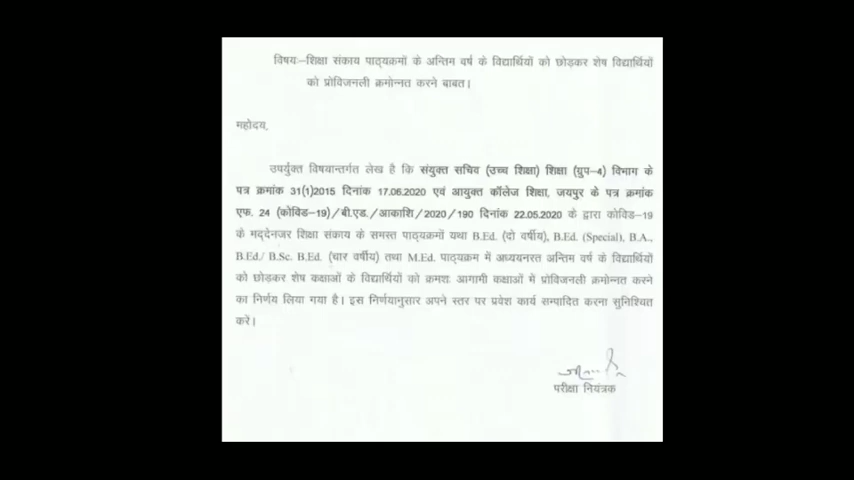 विषय:–शिक्षा संकाय पाठ्यक्रमों के अन्तिम वर्ष के विद्यार्थियों को छोड़कर शेष विद्यार्थियों
को प्रोविजनली क्रमोन्नत करने बाबत।
महोदय,
उपर्युक्त विषयान्तर्गत लेख है कि संयुक्त सचिव (उच्च शिक्षा) शिक्षा (ग्रुप–4) विभाग के
पत्र क्रमांक 31(1)2015 दिनांक 17.06.2020 एवं आयुक्त कॉलेज शिक्षा, जयपुर के पत्र क्रमांक
एफ. 24 (कोविड–19)/बी.एड./आकाशि/2020/190 दिनांक 22.05.2020 के द्वारा कोविड–19
के मद्देनजर शिक्षा संकाय के समस्त पाठ्यक्रमों यथा B.Ed. (दो वर्षीय), B.Ed. (Special), B.A.,
B.Ed./ B.Sc. B.Ed. (चार वर्षीय) तथा M.Ed. पाठ्यक्रम में अध्ययनरत अन्तिम वर्ष के विद्यार्थियों
को छोड़कर शेष कक्षाओं के विद्यार्थियों को क्रमशः आगामी कक्षाओं में प्रोविजनली क्रमोन्नत करने
का निर्णय लिया गया है। इस निर्णयानुसार अपने स्तर पर प्रवेश कार्य सम्पादित करना सुनिश्चित
करें।
परीक्षा नियंत्रक